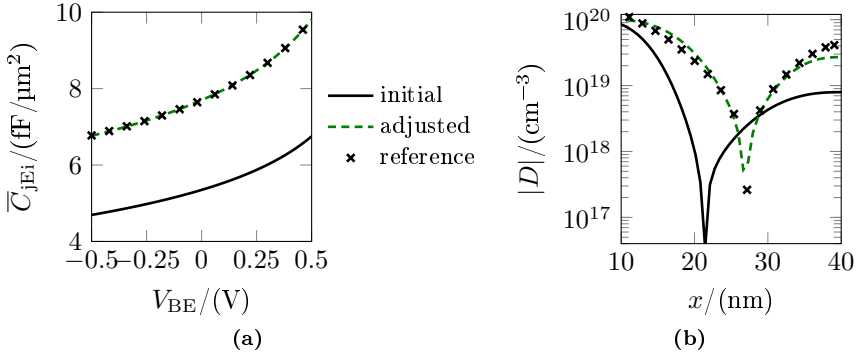 10
8
6
4
−0.5
−0.25
0
0.25
0.5
C̅jEi/(fF/µm²)
VBE/(V)
(a)
initial
adjusted
reference
10²⁰
10¹⁹
10¹⁸
10¹⁷
10
20
30
40
|D|/(cm⁻³)
x/(nm)
(b)